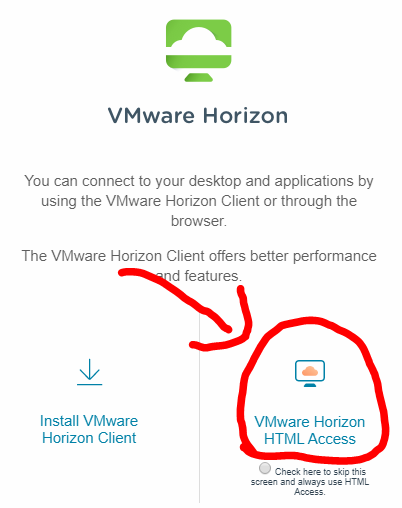 VMware Horizon
You can connect to your desktop and applications by
using the VMware Horizon Client or through the
browser.
The VMware Horizon Client offers better performance
and features.
Install VMware
Horizon Client
VMware Horizon
HTML Access
Check here to skip this
screen and always use HTML
Access.